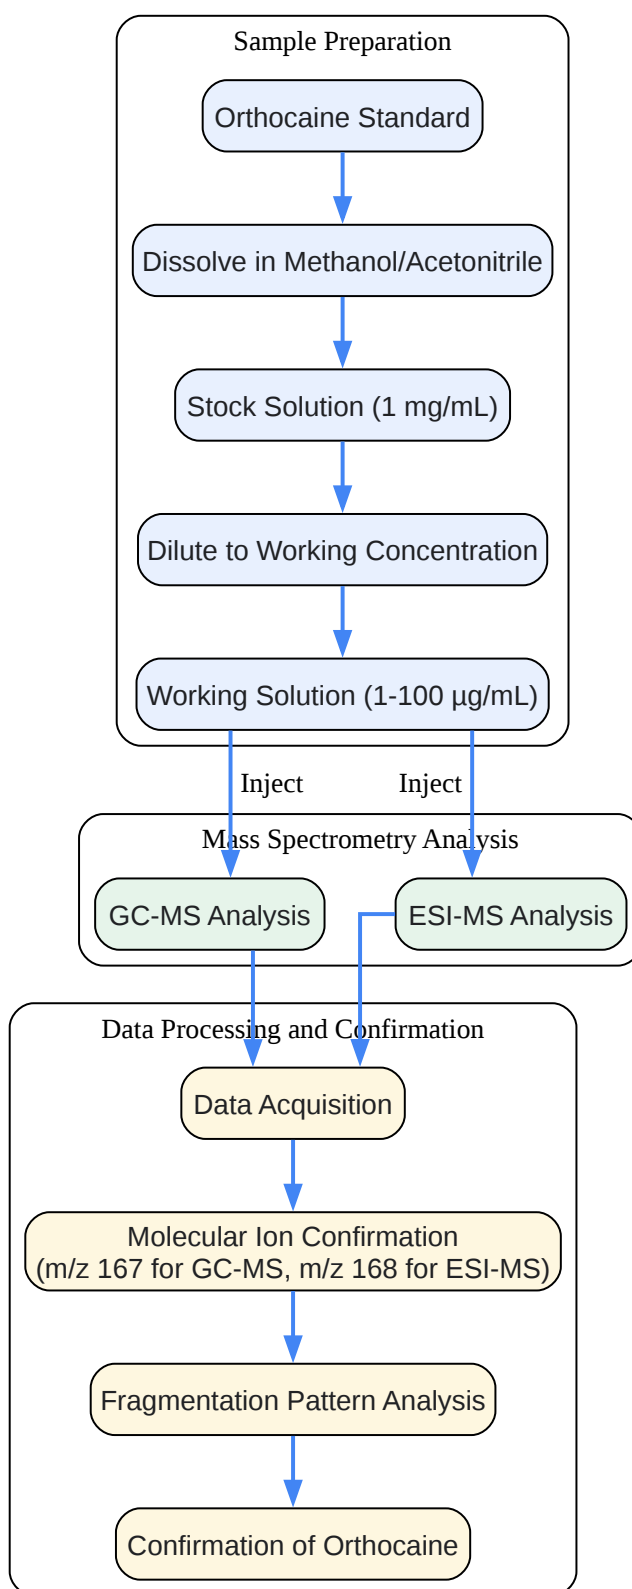 Sample Preparation
Orthocaine Standard
Dissolve in Methanol/Acetonitrile
Stock Solution (1 mg/mL)
Dilute to Working Concentration
Working Solution (1-100 µg/mL)
Inject
Inject
Mass Spectrometry Analysis
GC-MS Analysis
ESI-MS Analysis
Data Processing and Confirmation
Data Acquisition
Molecular Ion Confirmation
(m/z 167 for GC-MS, m/z 168 for ESI-MS)
Fragmentation Pattern Analysis
Confirmation of Orthocaine